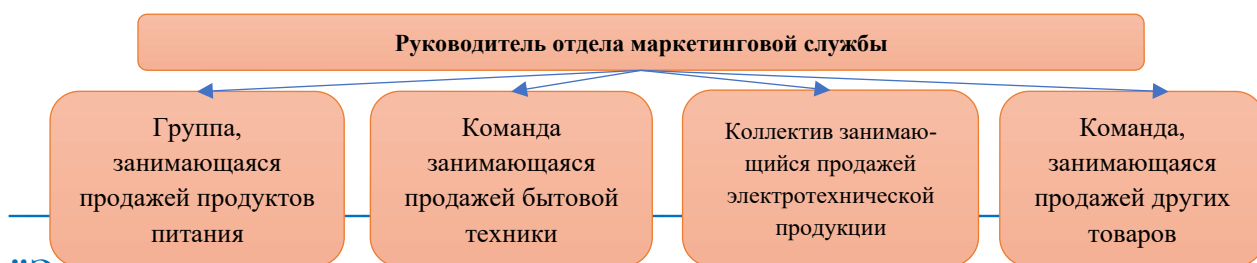 Руководитель отдела маркетинговой службы
Группа,
занимающаяся
продажей продуктов
питания
Команда
занимающаяся
продажей бытовой
техники
Коллектив занимаю-
щийся продажей
электротехнической
продукции
Команда,
занимающаяся
продажей других
товаров